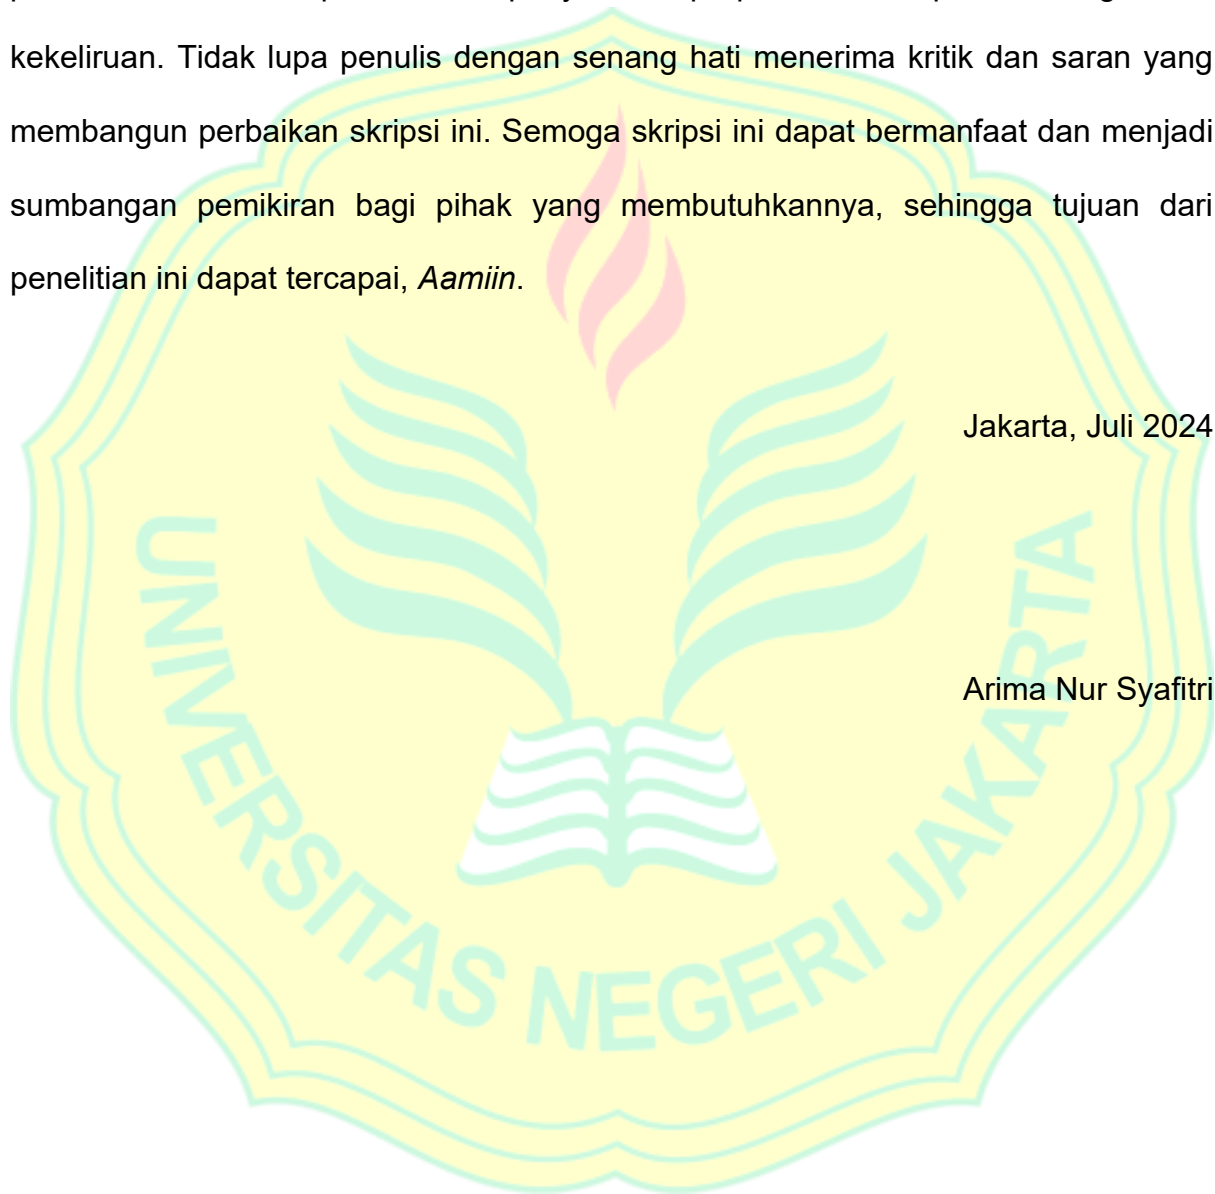 kekeliruan. Tidak lupa penulis dengan senang hati menerima kritik dan saran yang
membangun perbaikan skripsi ini. Semoga skripsi ini dapat bermanfaat dan menjadi
sumbangan pemikiran bagi pihak yang membutuhkannya, sehingga tujuan dari
penelitian ini dapat tercapai, Aamiin.
Jakarta, Juli 2024
Arima Nur Syafitri
UNIVERSITAS NEGERI JAKARTA